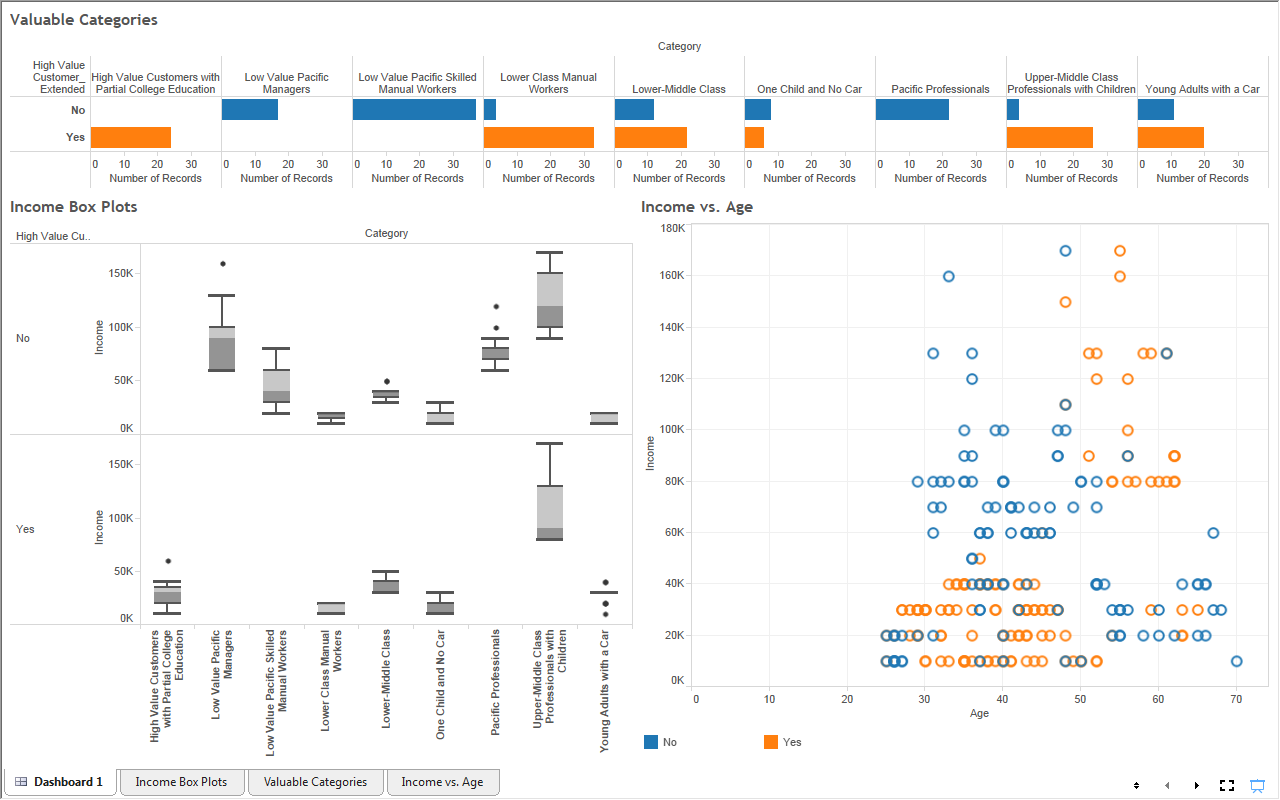 Valuable Categories
Category
High Value
Customer_
Extended
High Value Customers with
Partial College Education
Low Value Pacific
Managers
Low Value Pacific Skilled
Manual Workers
Lower Class Manual
Workers
Lower-Middle Class
One Child and No Car
Pacific Professionals
Upper-Middle Class
Professionals with Children
Young Adults with a Car
No
Yes
0 10 20 30 0 10 20 30 0 10 20 30 0 10 20 30 0 10 20 30 0 10 20 30 0 10 20 30 0 10 20 30 0 10 20 30
Number of Records Number of Records Number of Records Number of Records Number of Records Number of Records Number of Records Number of Records Number of Records
Income Box Plots
High Value Cu..
Category
No
Income
150K
100K
50K
0K
Yes
Income
150K
100K
50K
0K
High Value Customers
with Partial College
Education
Low Value Pacific
Managers
Low Value Pacific Skilled
Manual Workers
Lower Class Manual
Workers
Lower-Middle Class
One Child and No Car
Pacific Professionals
Upper-Middle Class
Professionals with
Children
Young Adults with a Car
Income vs. Age
Income
180K
160K
140K
120K
100K
80K
60K
40K
20K
0K
0 10 20 30 40 50 60 70
Age
No Yes
Dashboard 1 Income Box Plots Valuable Categories Income vs. Age